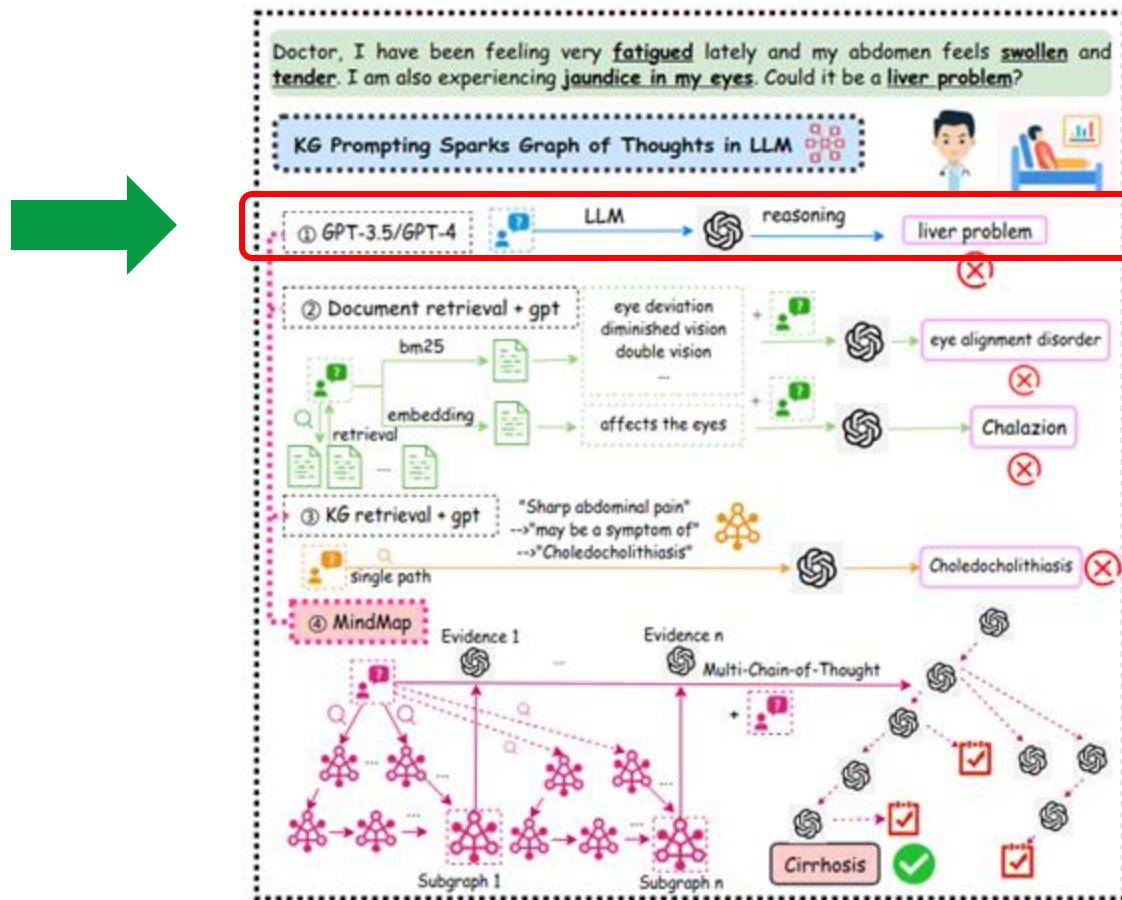 Doctor, I have been feeling very fatigued lately and my abdomen feels swollen and
tender. I am also experiencing jaundice in my eyes. Could it be a liver problem?
KG Prompting Sparks Graph of Thoughts in LLM
① GPT-3.5/GPT-4
?
LLM
reasoning
liver problem
② Document retrieval + gpt
bm25
?
embedding
retrieval
...
eye deviation
diminished vision
double vision
...
+
?
eye alignment disorder
affects the eyes
+
?
Chalazion
③ KG retrieval + gpt
"Sharp abdominal pain"
-->"may be a symptom of"
-->"Choledocholithiasis"
?
single path
Choledocholithiasis
④ MindMap
Evidence 1
...
Evidence n
Multi-Chain-of-Thought
?
+
?
...
...
...
...
...
...
Subgraph 1
Subgraph n
Cirrhosis